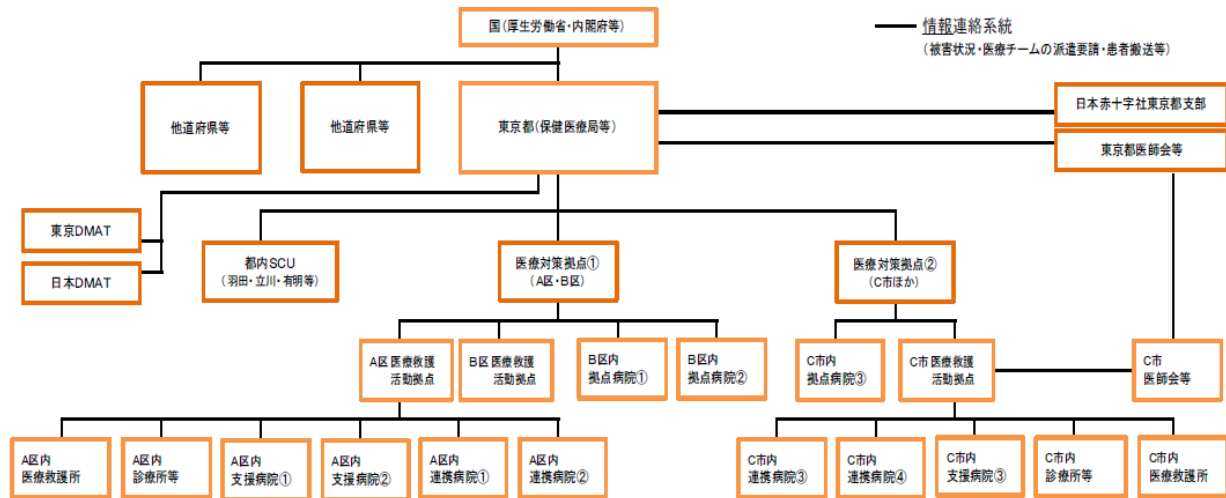 国(厚生労働省・内閣府等)
情報連絡系統
(被害状況・医療チームの派遣要請・患者搬送等)
他道府県等
他道府県等
東京都(保健医療局等)
日本赤十字社東京都支部
東京都医師会等
東京DMAT
日本DMAT
都内SCU
(羽田・立川・有明等)
医療対策拠点①
(A区・B区)
医療対策拠点②
(C市ほか)
A区医療救護
活動拠点
B区医療救護
活動拠点
B区内
拠点病院①
B区内
拠点病院②
C市内
拠点病院③
C市医療救護
活動拠点
C市
医師会等
A区内
医療救護所
A区内
診療所等
A区内
支援病院①
A区内
支援病院②
A区内
連携病院①
A区内
連携病院②
C市内
連携病院③
C市内
連携病院④
C市内
支援病院③
C市内
診療所等
C市内
医療救護所